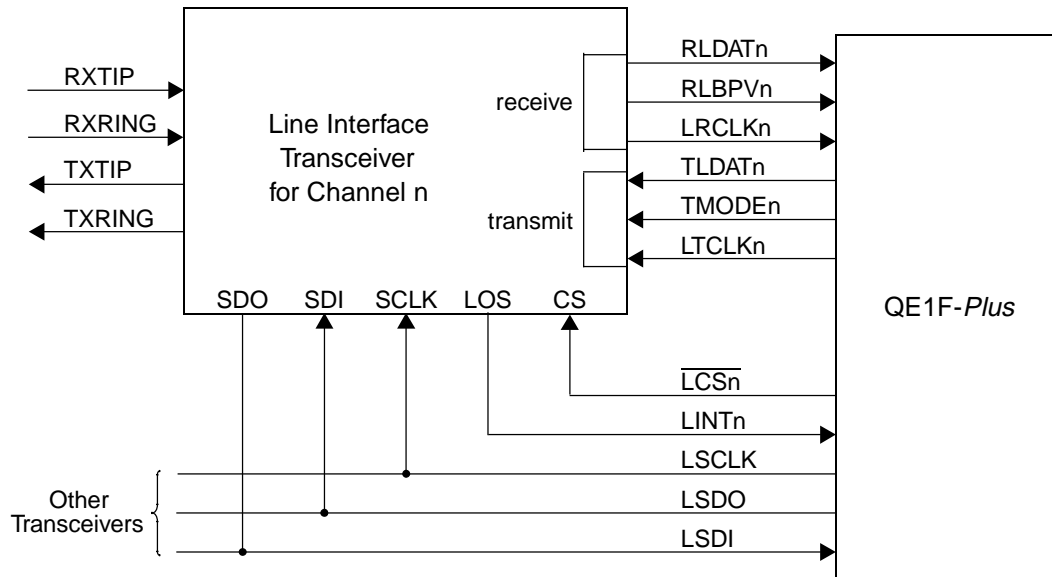 RXTIP
RXRING
TXTIP
TXRING
Line Interface
Transceiver
for Channel n
receive
transmit
SDO SDI SCLK LOS CS
RLDATn
RLBPVn
LRCLKn
TLDATn
TMODEn
LTCLKn
QE1F-Plus
LCSn
LINTn
LSCLK
LSDO
LSDI
Other
Transceivers